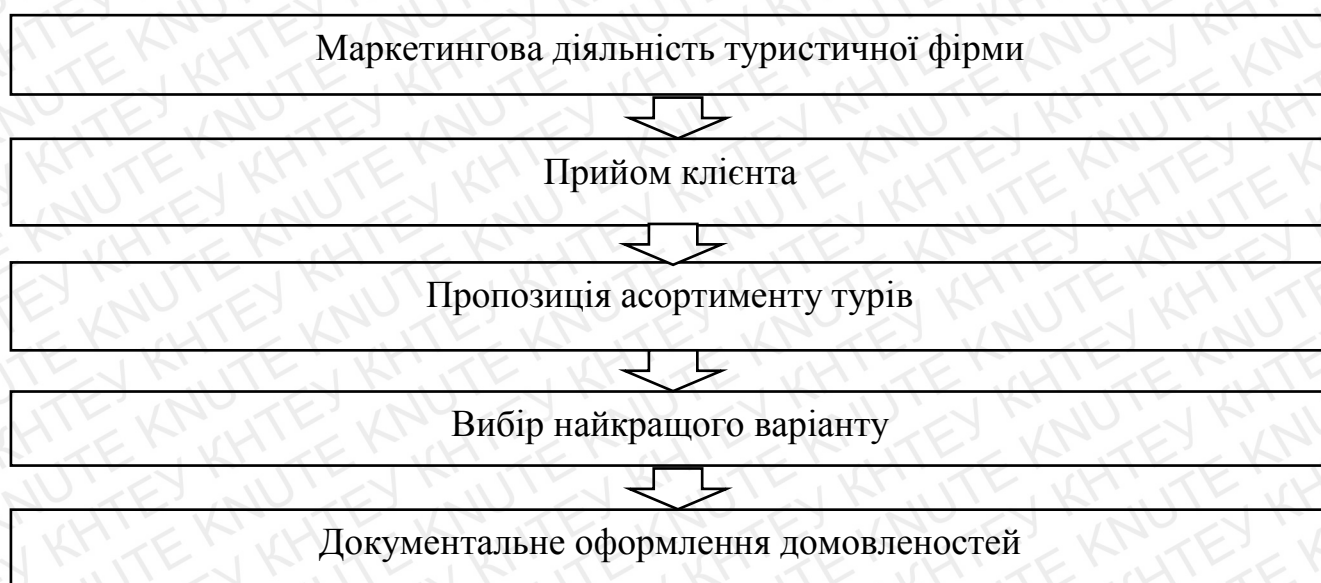 Маркетингова діяльність туристичної фірми
Прийом клієнта
Пропозиція асортименту турів
Вибір найкращого варіанту
Документальне оформлення домовленостей